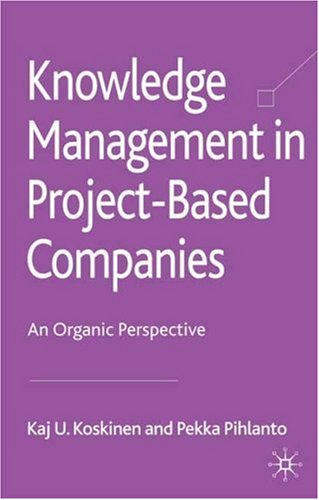 Knowledge
Management in
Project-Based
Companies
An Organic Perspective
Kaj U. Koskinen and Pekka Pihlanto